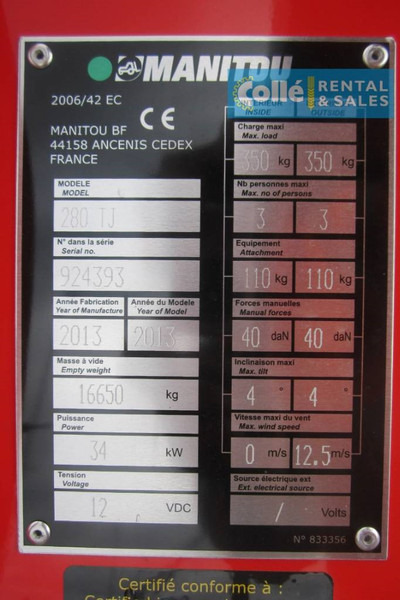 MANITOU
Collé RENTAL & SALES
2006/42 EC
CE
MANITOU BF
44158 ANCENIS CEDEX
FRANCE
MODELE
MODEL
280 TJ
N° dans la série
Serial no.
924393
Année Fabrication
Year of Manufacture
2013
Année du Modele
Year of Model
2013
Masse à vide
Empty weight
16650 kg
Puissance
Power
34 kW
Tension
Voltage
12 VDC
INTERIEUR
INSIDE
OUTSIDE
Charge maxi
Max. load
350 kg 350 kg
Nb personnes maxi
Max. no of persons
3 3
Equipement
Attachment
110 kg 110 kg
Forces manuelles
Manual forces
40 daN 40 daN
Inclinaison maxi
Max. tilt
4 ° 4 °
Vitesse maxi du vent
Max. wind speed
0 m/s 12.5 m/s
Source électrique ext
Ext. electrical source
/ Volts
N° 833356
Certifié conforme à :